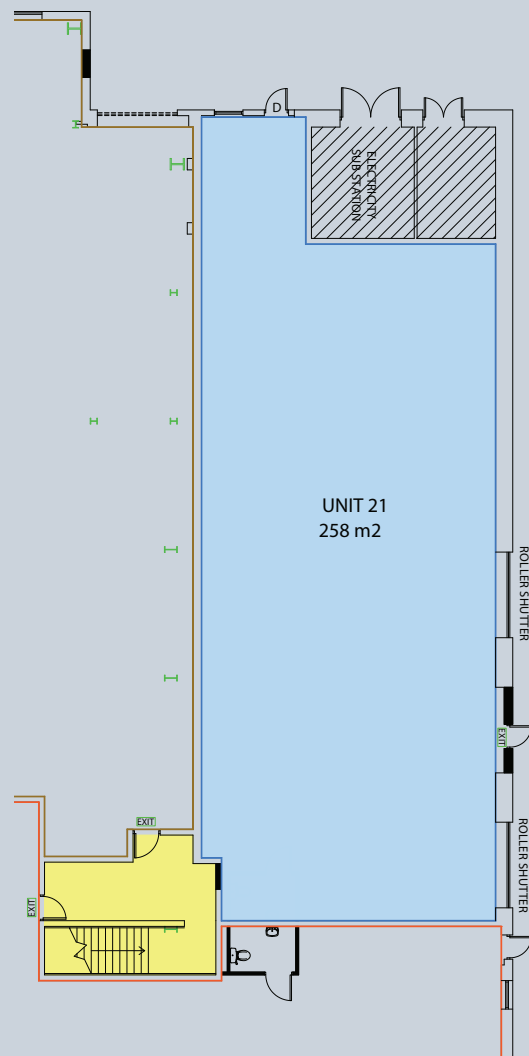 D
ELECTRICITY
SUB STATION
UNIT 21
258 m2
ROLLER SHUTTER
EXIT
ROLLER SHUTTER
EXIT
EXIT